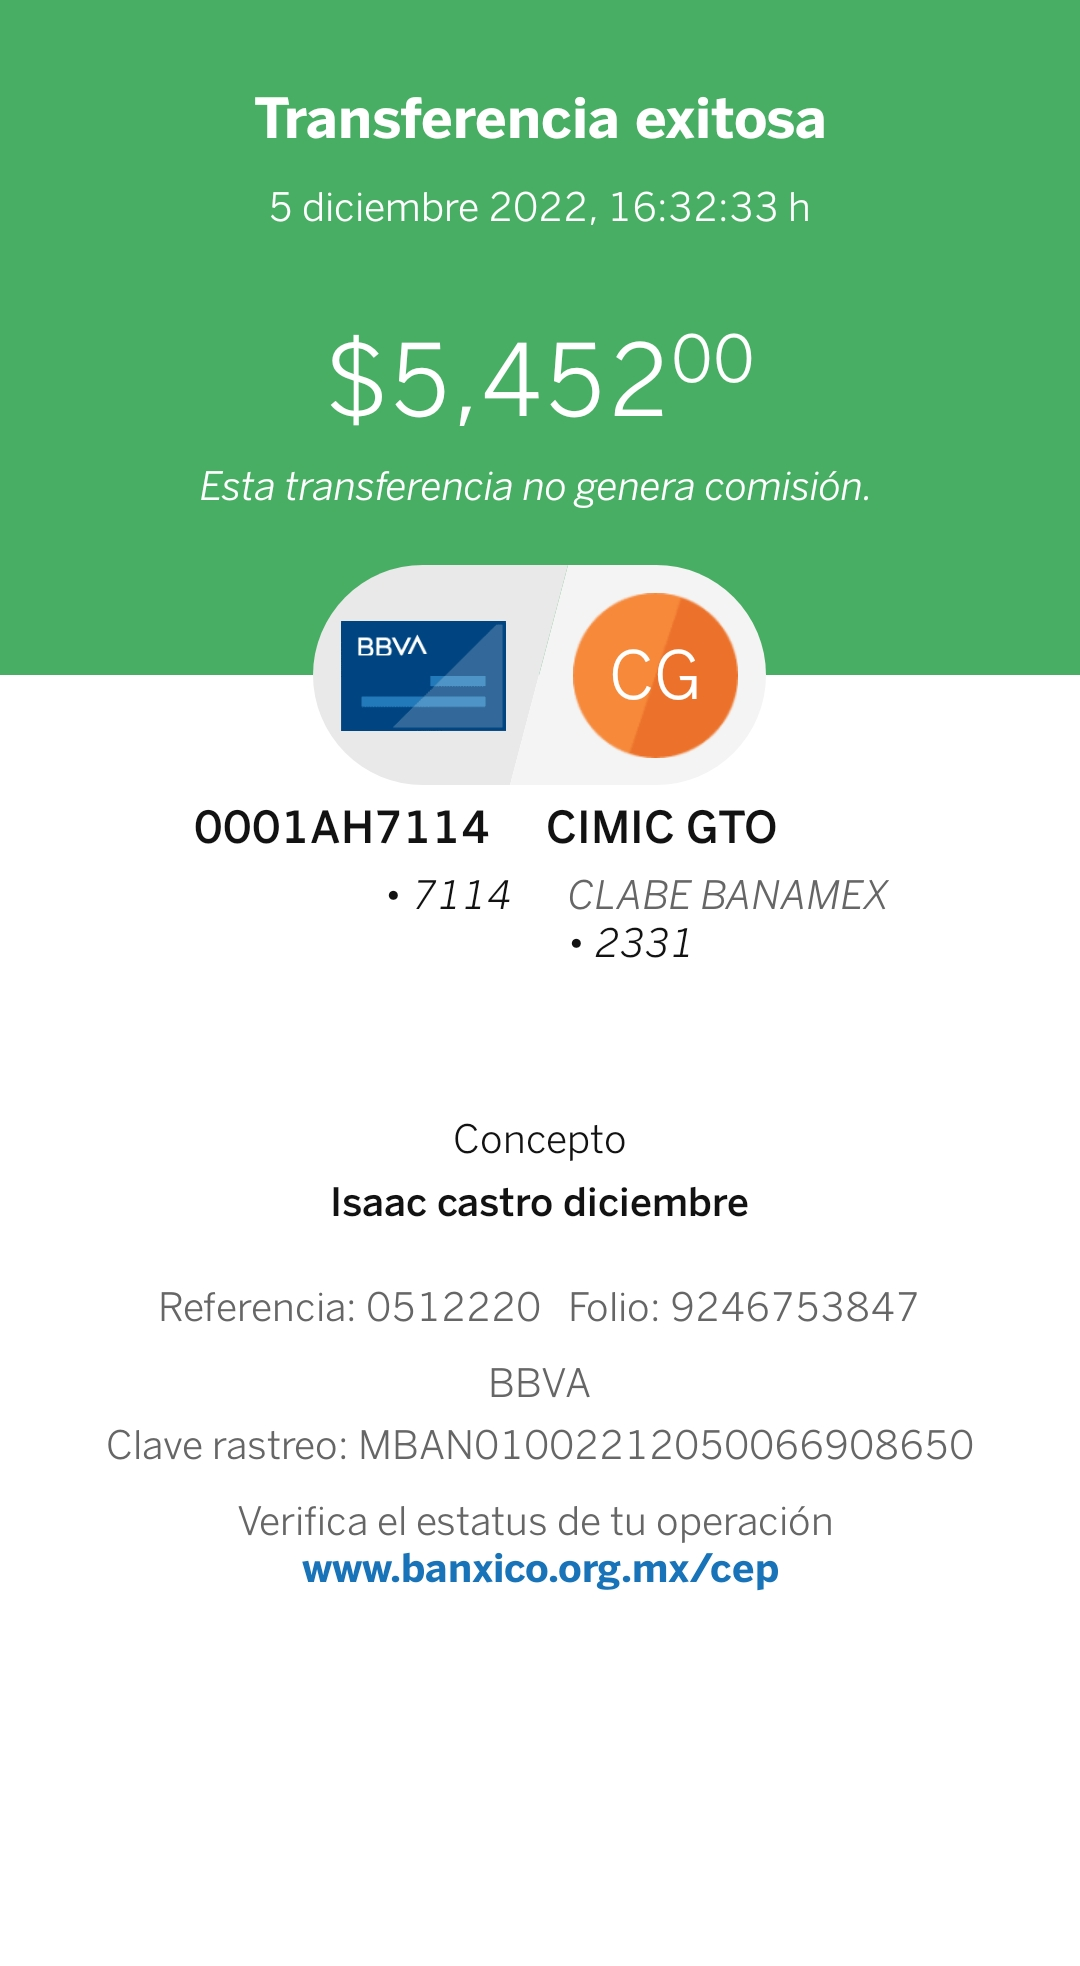 Transferencia exitosa
5 diciembre 2022, 16:32:33 h
$5,45200
Esta transferencia no genera comisión.
BBVA
CG
0001AH7114
• 7114
CIMIC GTO
CLABE BANAMEX
• 2331
Concepto
Isaac castro diciembre
Referencia: 0512220 Folio: 9246753847
BBVA
Clave rastreo: MBAN01002212050066908650
Verifica el estatus de tu operación
www.banxico.org.mx/cep